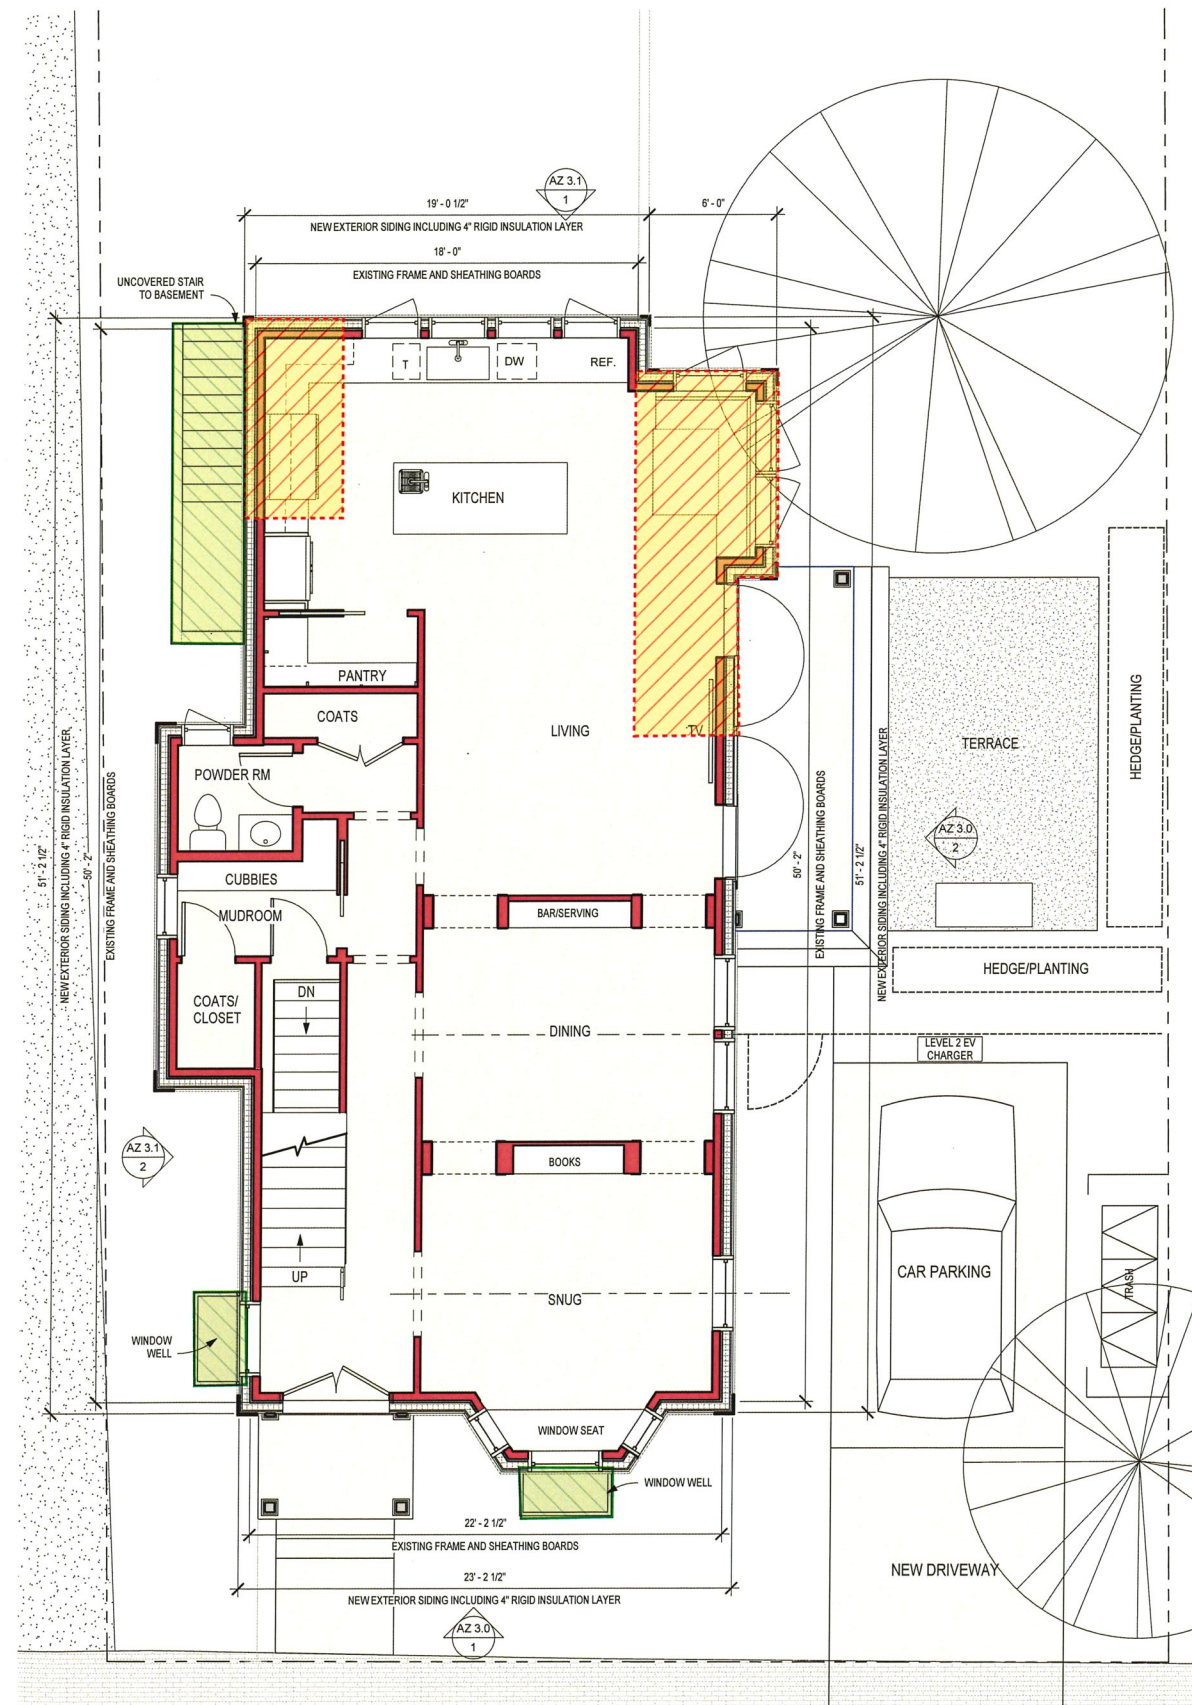 AZ 3.1
1
19' - 0 1/2"
6' - 0"
NEW EXTERIOR SIDING INCLUDING 4" RIGID INSULATION LAYER
18' - 0"
EXISTING FRAME AND SHEATHING BOARDS
UNCOVERED STAIR
TO BASEMENT
T
DW
REF.
KITCHEN
PANTRY
COATS
LIVING
TV
TERRACE
HEDGE/PLANTING
POWDER RM
AZ 3.0
2
51' - 2 1/2"
NEW EXTERIOR SIDING INCLUDING 4" RIGID INSULATION LAYER
50' - 2"
EXISTING FRAME AND SHEATHING BOARDS
50' - 2"
EXISTING FRAME AND SHEATHING BOARDS
51' - 2 1/2"
NEW EXTERIOR SIDING INCLUDING 4" RIGID INSULATION LAYER
CUBBIES
MUDROOM
BAR/SERVING
HEDGE/PLANTING
COATS/
CLOSET
DN
DINING
LEVEL 2 EV
CHARGER
AZ 3.1
2
BOOKS
UP
SNUG
CAR PARKING
TRASH
WINDOW
WELL
WINDOW SEAT
WINDOW WELL
22' - 2 1/2"
EXISTING FRAME AND SHEATHING BOARDS
NEW DRIVEWAY
23' - 2 1/2"
NEW EXTERIOR SIDING INCLUDING 4" RIGID INSULATION LAYER
AZ 3.0
1